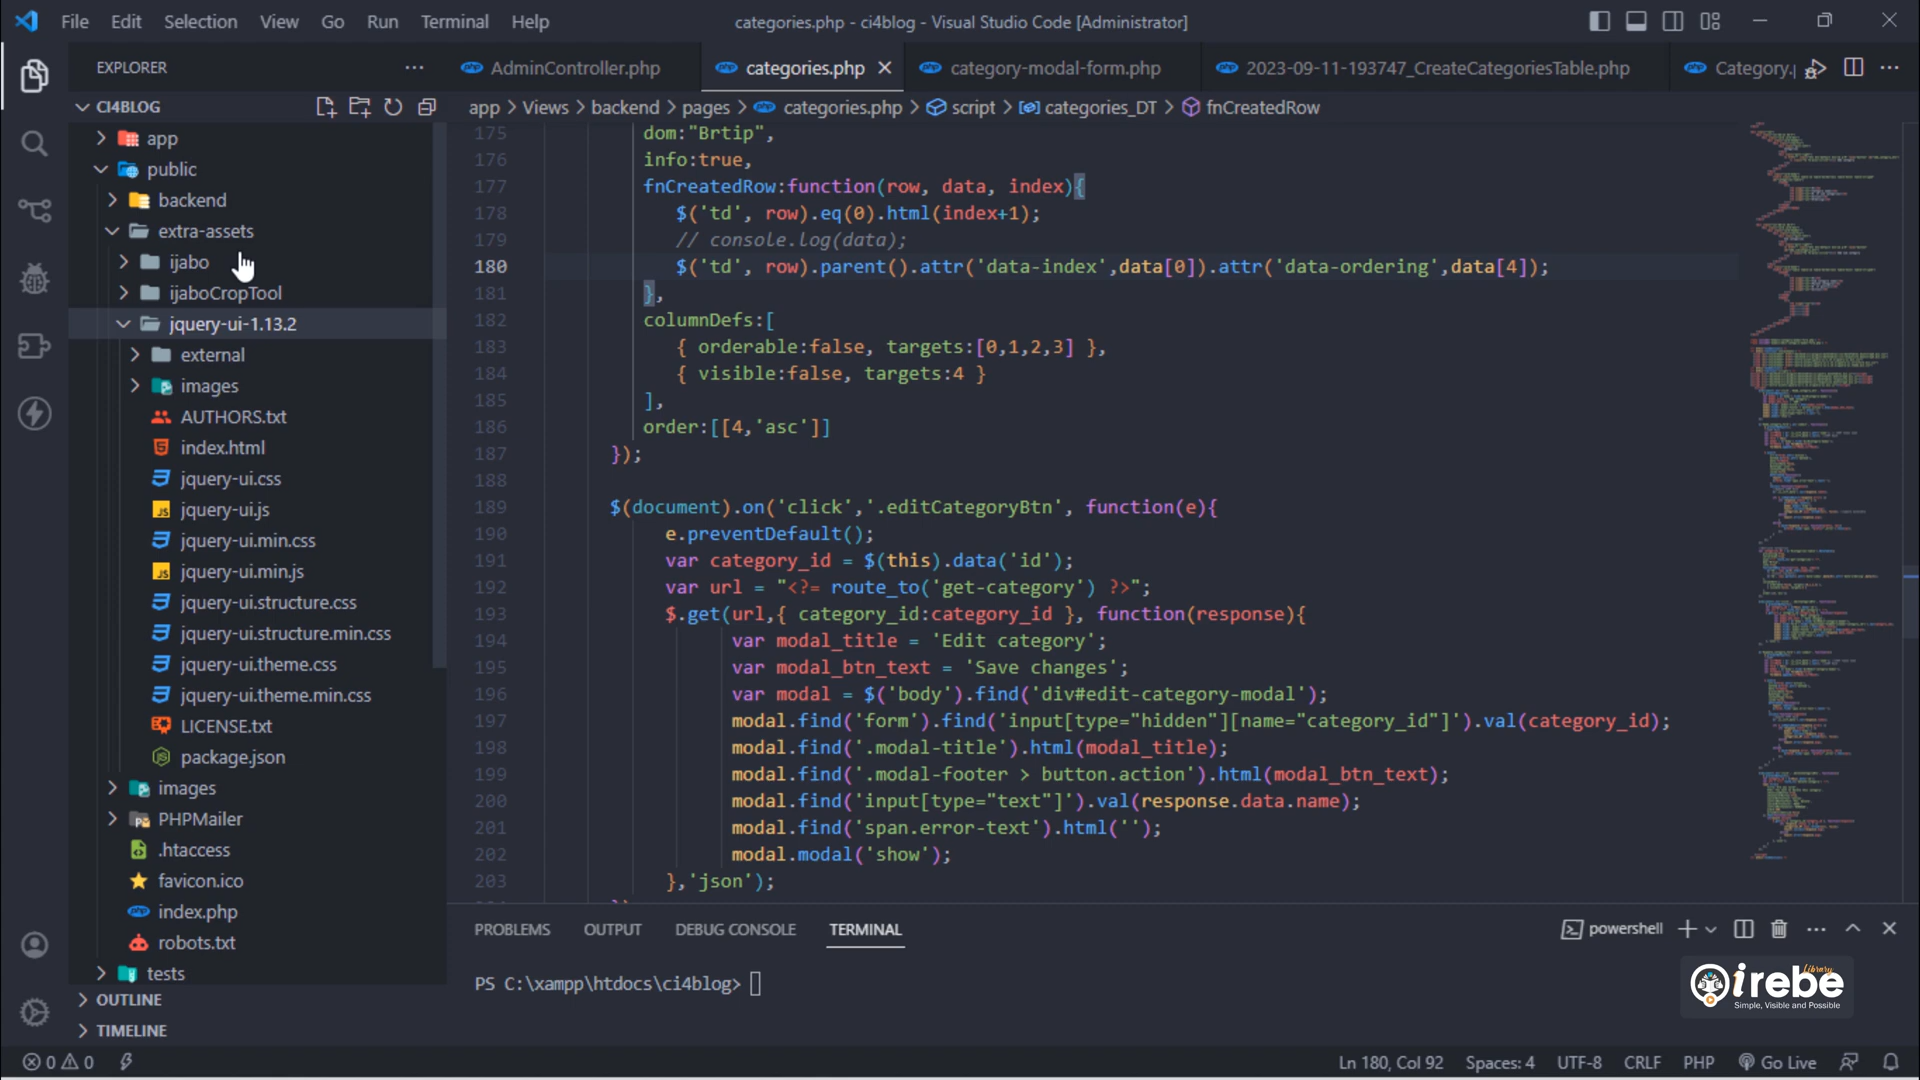 File Edit Selection View Go Run Terminal Help
categories.php - ci4blog - Visual Studio Code [Administrator]
EXPLORER
AdminController.php
categories.php
category-modal-form.php
2023-09-11-193747_CreateCategoriesTable.php
Category.p
CI4BLOG
app > Views > backend > pages > categories.php > script > categories_DT > fnCreatedRow
app
public
backend
extra-assets
ijabo
ijaboCropTool
jquery-ui-1.13.2
external
images
AUTHORS.txt
index.html
jquery-ui.css
jquery-ui.js
jquery-ui.min.css
jquery-ui.min.js
jquery-ui.structure.css
jquery-ui.structure.min.css
jquery-ui.theme.css
jquery-ui.theme.min.css
LICENSE.txt
package.json
images
PHPMailer
.htaccess
favicon.ico
index.php
robots.txt
tests
OUTLINE
TIMELINE
175 dom:"Brtip",
176 info:true,
177 fnCreatedRow:function(row, data, index){
178 $('td', row).eq(0).html(index+1);
179 // console.log(data);
180 $('td', row).parent().attr('data-index',data[0]).attr('data-ordering',data[4]);
181 },
182 columnDefs:[
183 { orderable:false, targets:[0,1,2,3] },
184 { visible:false, targets:4 }
185 ],
186 order:[[4,'asc']]
187 });
188
189 $(document).on('click','.editCategoryBtn', function(e){
190 e.preventDefault();
191 var category_id = $(this).data('id');
192 var url = "<?= route_to('get-category') ?>";
193 $.get(url,{ category_id:category_id }, function(response){
194 var modal_title = 'Edit category';
195 var modal_btn_text = 'Save changes';
196 var modal = $('body').find('div#edit-category-modal');
197 modal.find('form').find('input[type="hidden"][name="category_id"]').val(category_id);
198 modal.find('.modal-title').html(modal_title);
199 modal.find('.modal-footer > button.action').html(modal_btn_text);
200 modal.find('input[type="text"]').val(response.data.name);
201 modal.find('span.error-text').html('');
202 modal.modal('show');
203 },'json');
PROBLEMS OUTPUT DEBUG CONSOLE TERMINAL
powershell
PS C:\xampp\htdocs\ci4blog>
irebe
Library
Simple, Visible and Possible
0 0
Ln 180, Col 92 Spaces: 4 UTF-8 CRLF PHP Go Live